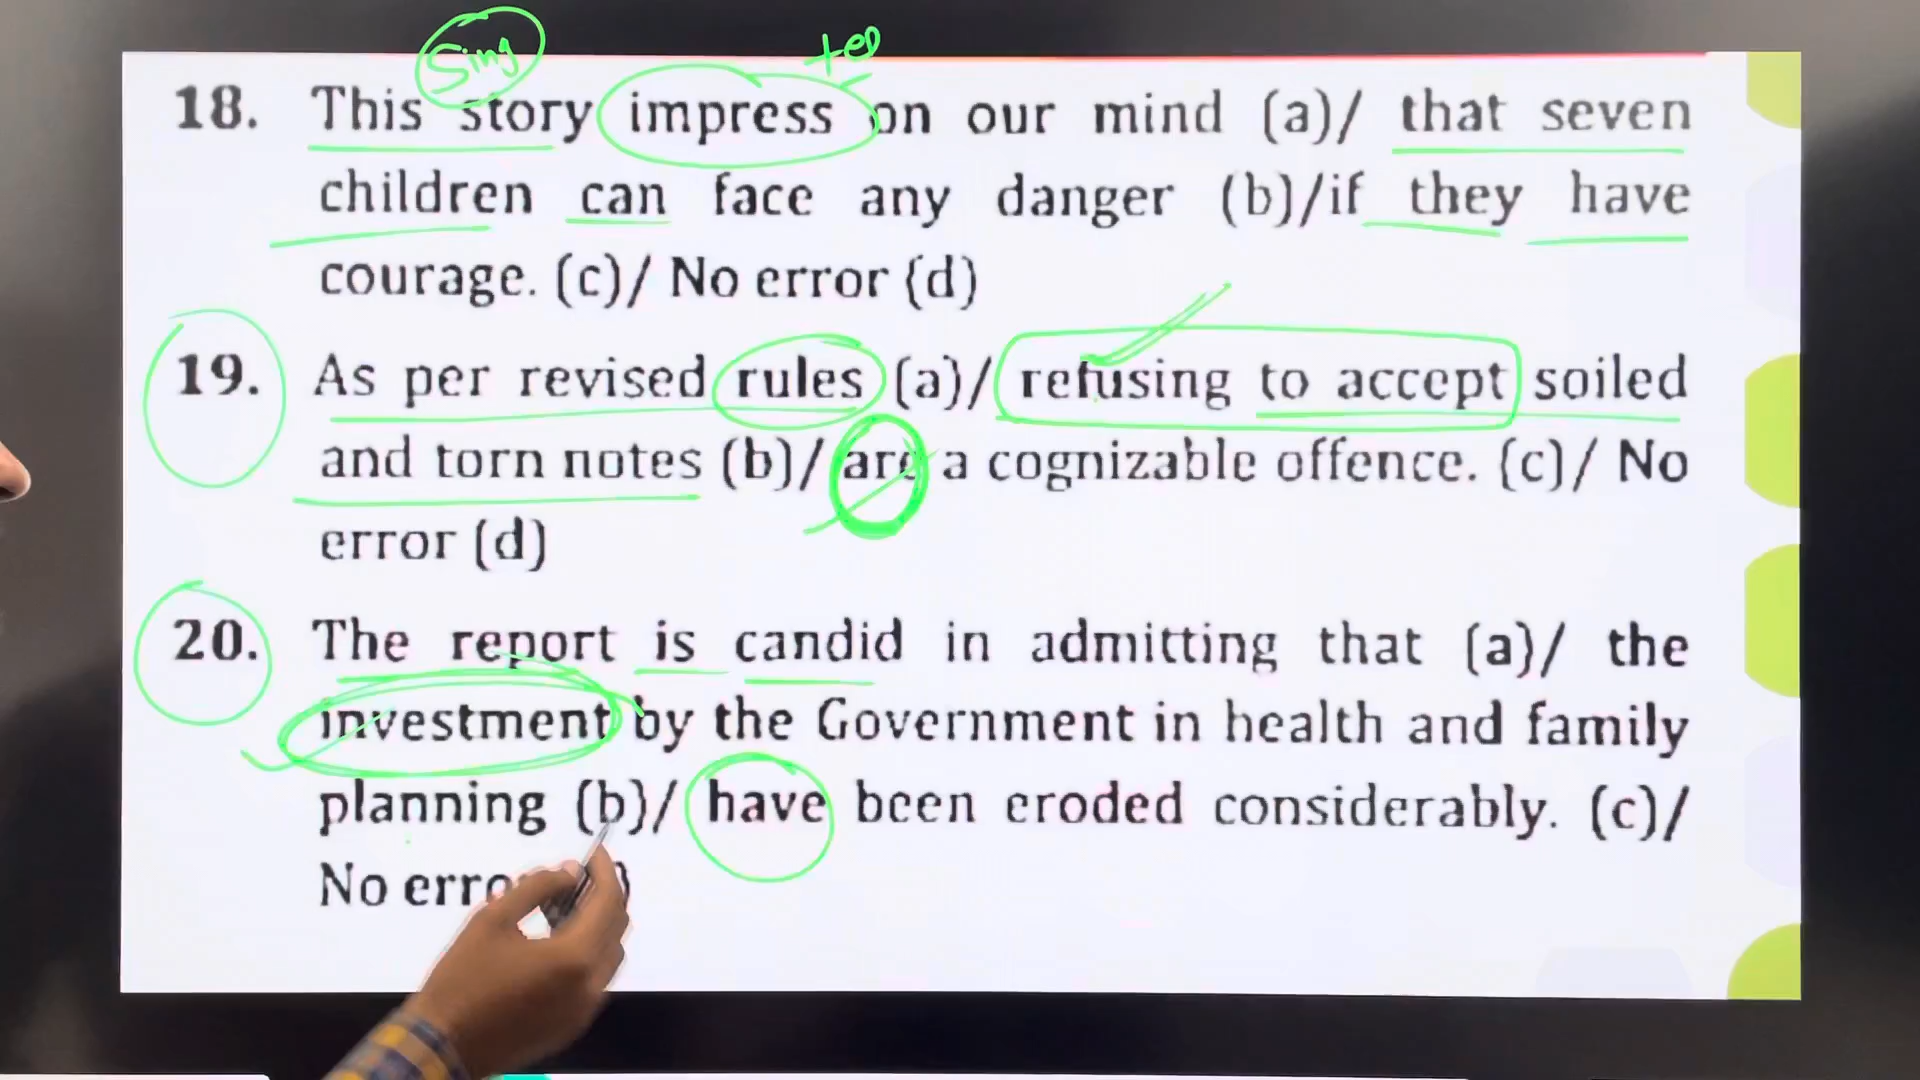 Sing
+es
18. This story impress on our mind (a)/ that seven
children can face any danger (b)/if they have
courage. (c)/ No error (d)
19. As per revised rules (a)/ refusing to accept soiled
and torn notes (b)/ are a cognizable offence. (c)/ No
error (d)
20. The report is candid in admitting that (a)/ the
investment by the Government in health and family
planning (b)/ have been eroded considerably. (c)/
No